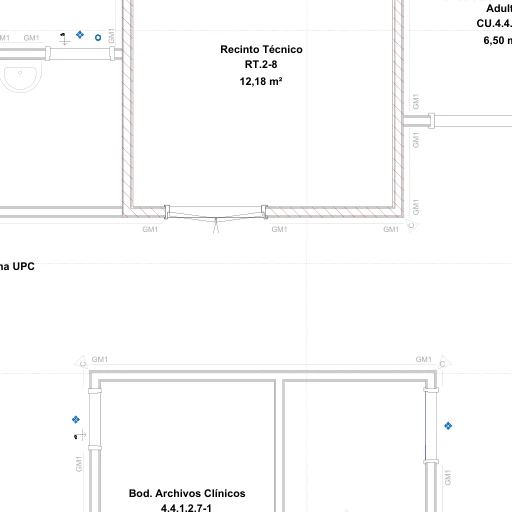 Adult
CU.4.4.
6,50 m
Recinto Técnico
RT.2-8
12,18 m²
GM1
GM1
GM1
GM1
GM1
GM1
GM1
GM1
GM1
C
na UPC
C
GM1
GM1
C
GM1
GM1
Bod. Archivos Clínicos
4.4.1.2.7-1